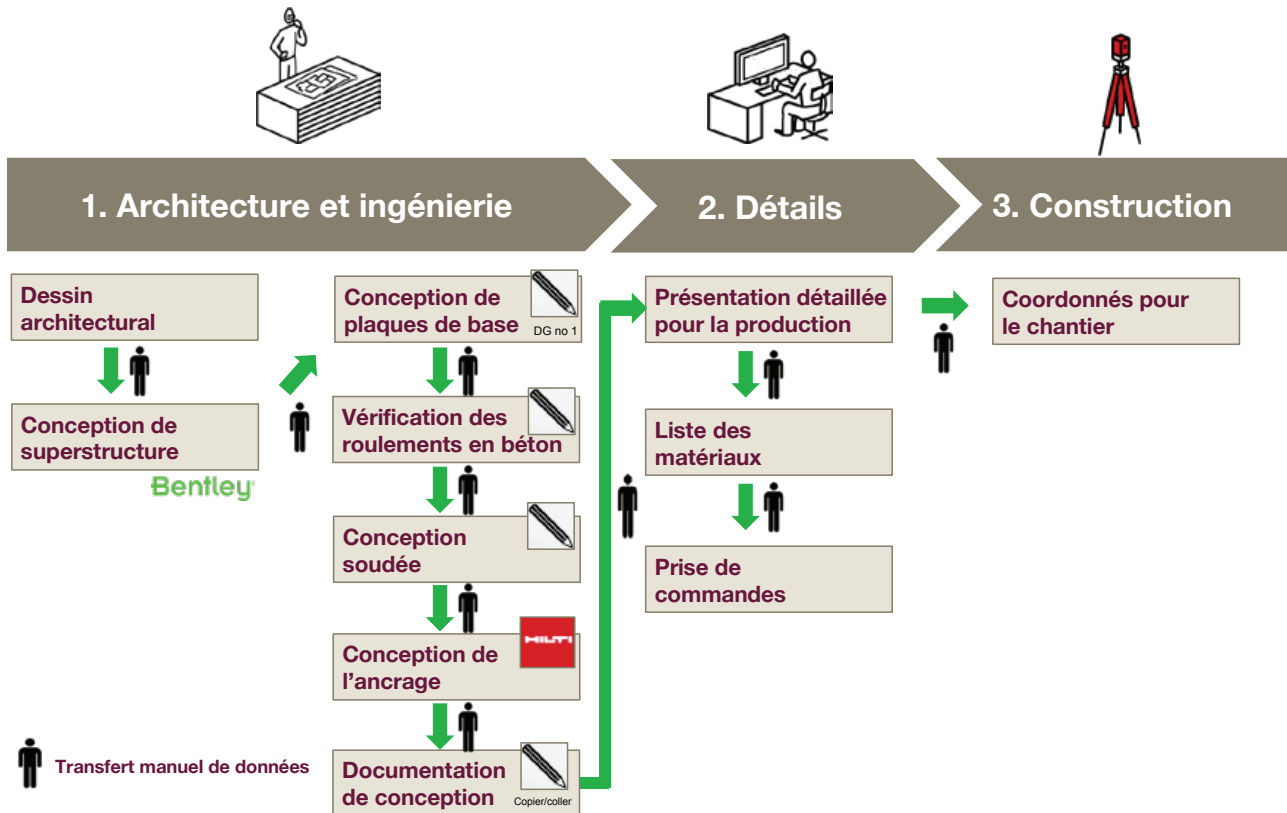 1. Architecture et ingénierie
2. Détails
3. Construction
Dessin
architectural
Conception de
superstructure
Bentley
Conception de
plaques de base
DG no 1
Vérification des
roulements en béton
Conception
soudée
Conception de
l’ancrage
HILTI
Documentation
de conception
Copier/coller
Présentation détaillée
pour la production
Liste des
matériaux
Prise de
commandes
Coordonnés pour
le chantier
Transfert manuel de données